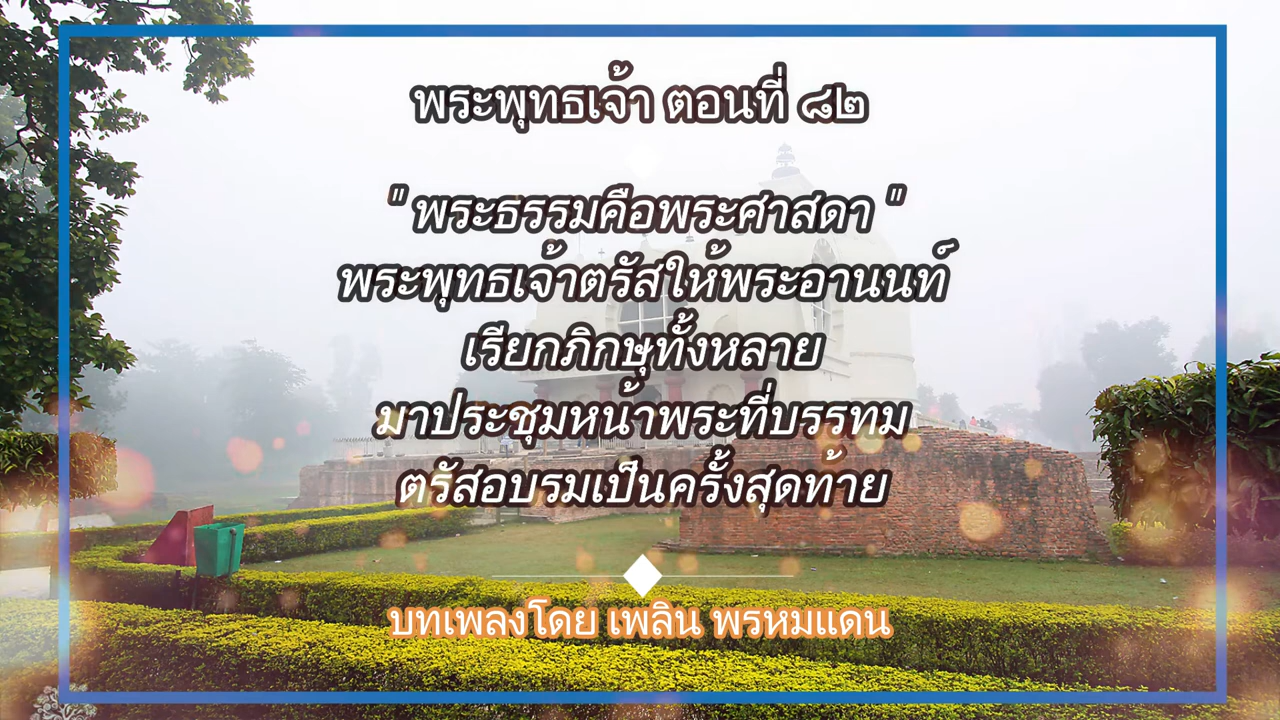 พระพุทธเจ้า ตอนที่ ๘๒
" พระธรรมคือพระศาสดา "
พระพุทธเจ้าตรัสให้พระอานนท์
เรียกภิกษุทั้งหลาย
มาประชุมหน้าพระที่บรรทม
ตรัสอบรมเป็นครั้งสุดท้าย
บทเพลงโดย เพลิน พรหมแดน